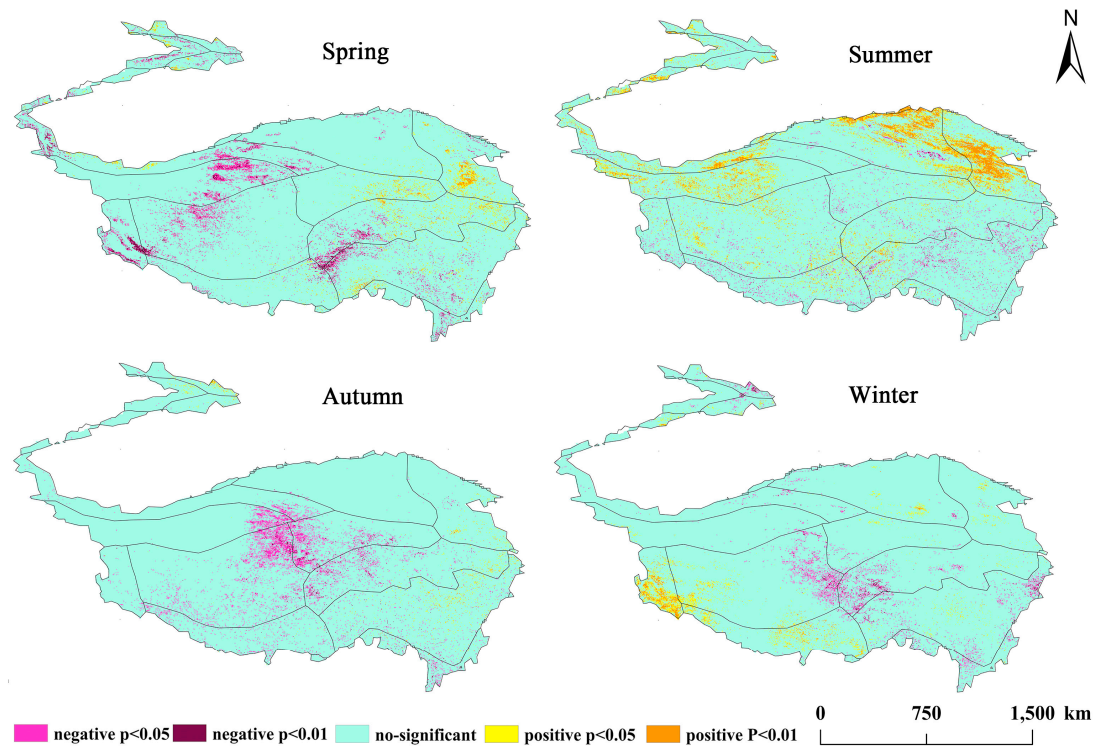 Spring
Summer
N
Autumn
Winter
negative p<0.05 negative p<0.01 no-significant positive p<0.05 positive P<0.01
0 750 1,500 km